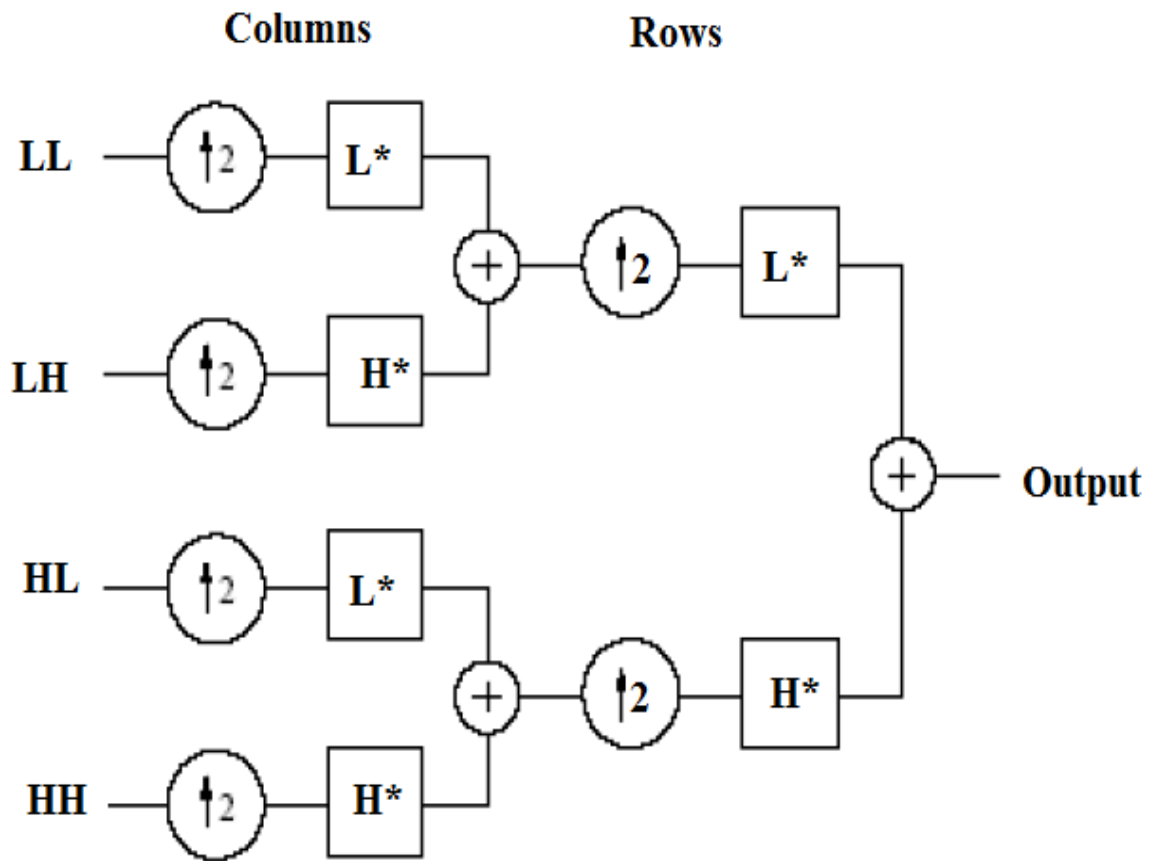 Columns Rows
LL ↑2 L*
+ ↑2 L*
LH ↑2 H*
+ Output
HL ↑2 L*
+ ↑2 H*
HH ↑2 H*